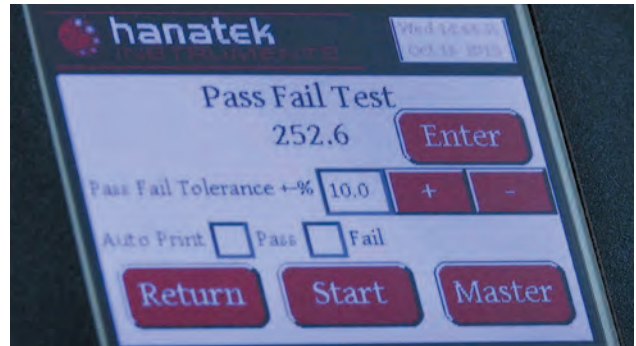 hanatek
INSTRUMENTS
Pass Fail Test
252.6
Enter
Pass Fail Tolerance +-% 10.0 + -
Auto Print Pass Fail
Return Start Master